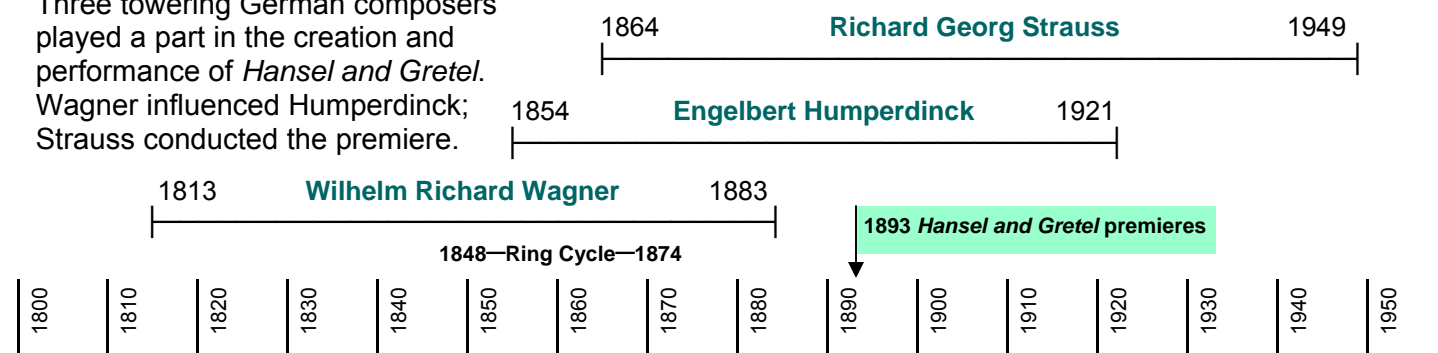 Three towering German composers
played a part in the creation and
performance of Hansel and Gretel.
Wagner influenced Humperdinck;
Strauss conducted the premiere.
1864 Richard Georg Strauss 1949
1854 Engelbert Humperdinck 1921
1813 Wilhelm Richard Wagner 1883
1893 Hansel and Gretel premieres
1848—Ring Cycle—1874
1800 1810 1820 1830 1840 1850 1860 1870 1880 1890 1900 1910 1920 1930 1940 1950